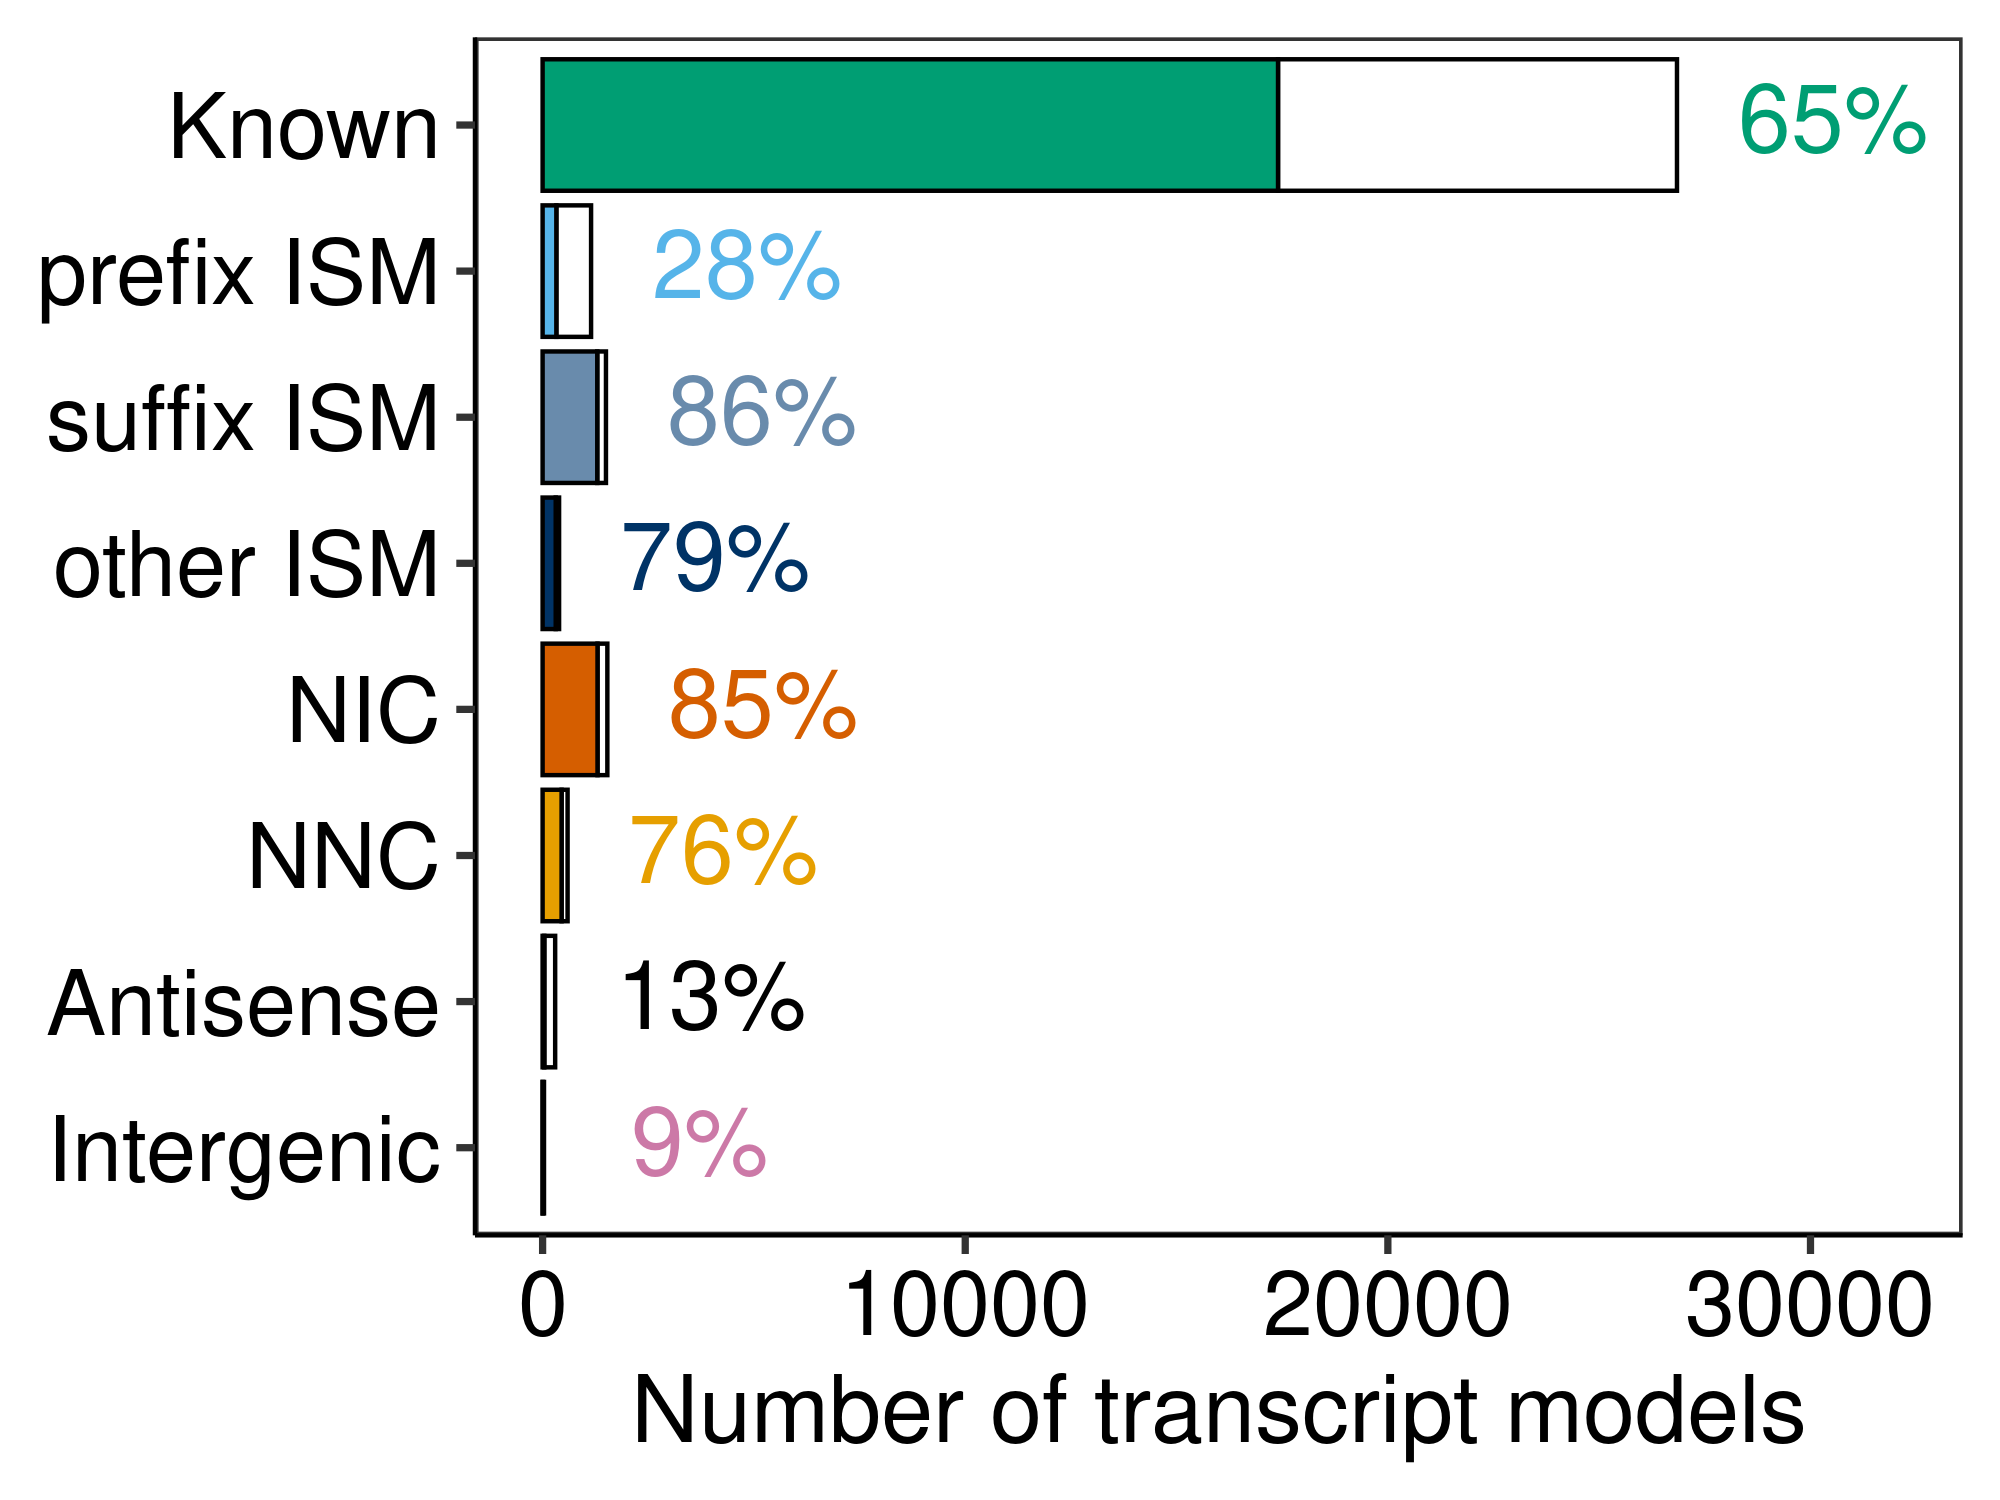 Known 65%
prefix ISM 28%
suffix ISM 86%
other ISM 79%
NIC 85%
NNC 76%
Antisense 13%
Intergenic 9%
0 10000 20000 30000
Number of transcript models